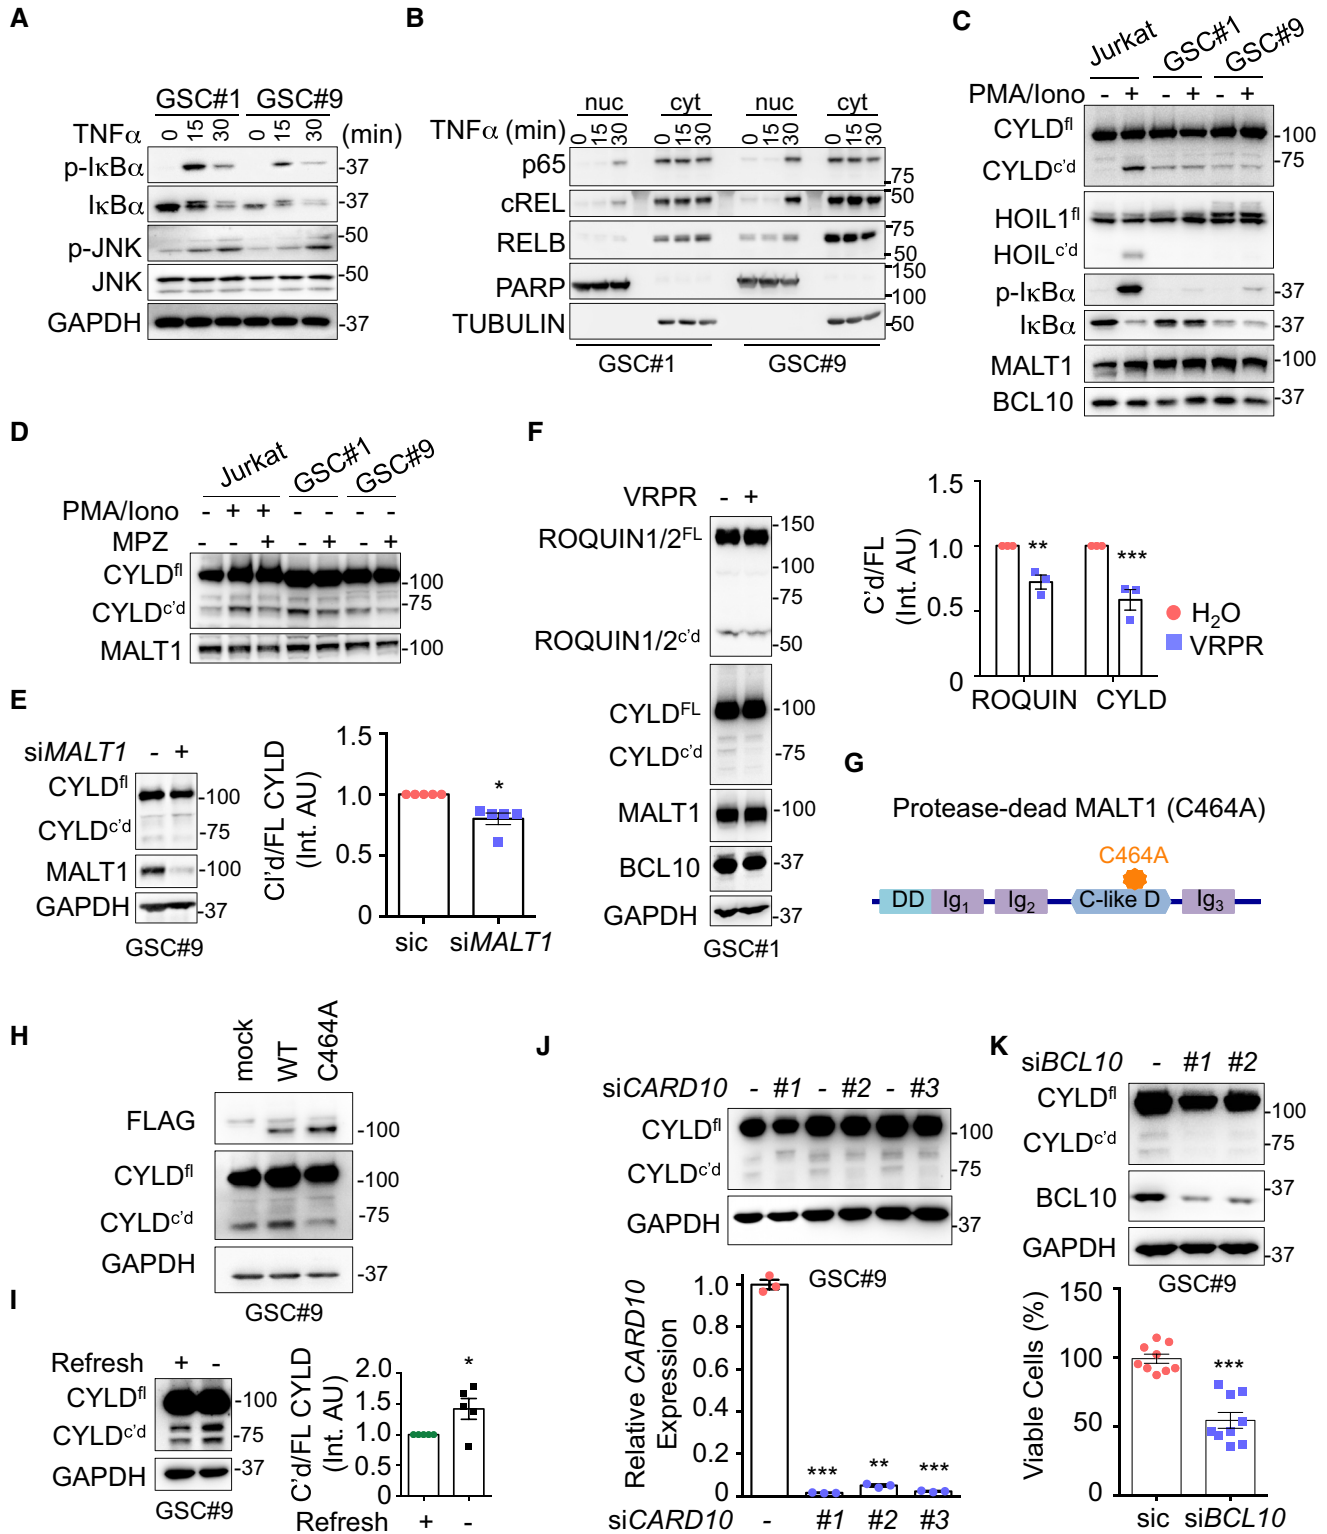 A
GSC#1 GSC#9
TNFα 0 15 30 0 15 30 (min)
p-IκBα -37
IκBα -37
p-JNK -50
JNK -50
GAPDH -37
B
nuc cyt nuc cyt
TNFα (min) 0 15 30 0 15 30 0 15 30 0 15 30
p65 75
cREL 50
RELB 75 50
PARP 150 100
TUBULIN -50
GSC#1 GSC#9
C
Jurkat GSC#1 GSC#9
PMA/Iono - + - + - +
CYLDfl -100
-75
CYLDc'd
HOIL1fl
HOILc'd
p-IκBα -37
IκBα -37
MALT1 -100
BCL10 -37
D
Jurkat GSC#1 GSC#9
PMA/Iono - + + - - - -
MPZ - - + - + - +
CYLDfl -100
CYLDc'd -75
MALT1 -100
E
siMALT1 - +
CYLDfl -100
CYLDc'd -75
MALT1 -100
GAPDH -37
GSC#9
Cl'd/FL CYLD
(Int. AU)
1.5
1.0
0.5
0
*
sic siMALT1
F
VRPR - +
ROQUIN1/2FL -150
-100
-75
ROQUIN1/2c'd -50
CYLDFL -100
CYLDc'd -75
MALT1 -100
BCL10 -37
GAPDH -37
GSC#1
C'd/FL
(Int. AU)
1.5
1.0
0.5
0
** ***
ROQUIN CYLD
H2O
VRPR
G
Protease-dead MALT1 (C464A)
C464A
DD Ig1 Ig2 C-like D Ig3
H
mock WT C464A
FLAG -100
CYLDfl -100
CYLDc'd -75
GAPDH -37
GSC#9
I
Refresh + -
CYLDfl -100
CYLDc'd -75
GAPDH -37
GSC#9
C'd/FL CYLD
(Int. AU)
2.0
1.5
1.0
0.5
0
*
Refresh + -
J
siCARD10 - #1 - #2 - #3
CYLDfl -100
CYLDc'd -75
GAPDH -37
GSC#9
Relative CARD10
Expression
1.0
0.8
0.6
0.4
0.2
0
*** ** ***
siCARD10 - #1 #2 #3
K
siBCL10 - #1 #2
CYLDfl -100
CYLDc'd -75
BCL10 -37
GAPDH -37
GSC#9
Viable Cells (%)
150
100
50
0
***
sic siBCL10